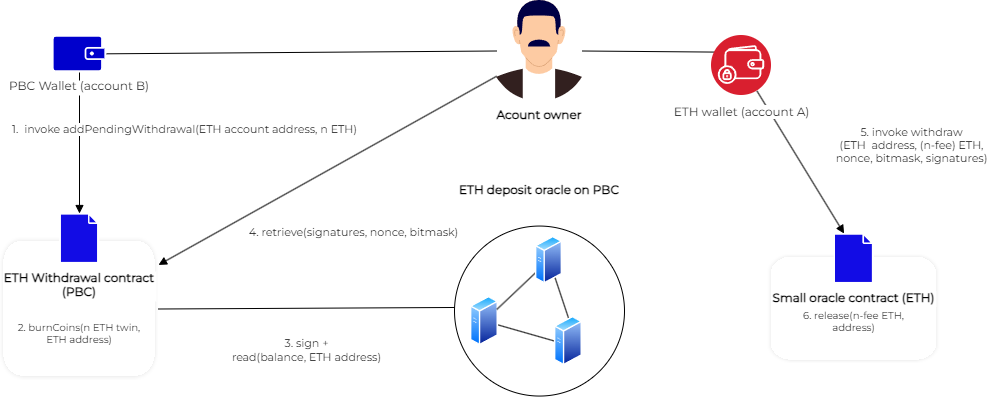 PBC Wallet (account B)
Acount owner
ETH wallet (account A)
1. invoke addPendingWithdrawal(ETH account address, n ETH)
5. invoke withdraw
(ETH address, (n-fee) ETH,
nonce, bitmask, signatures)
ETH deposit oracle on PBC
4. retrieve(signatures, nonce, bitmask)
ETH Withdrawal contract
(PBC)
2. burnCoins(n ETH twin,
ETH address)
3. sign +
read(balance, ETH address)
Small oracle contract (ETH)
6. release(n-fee ETH,
address)